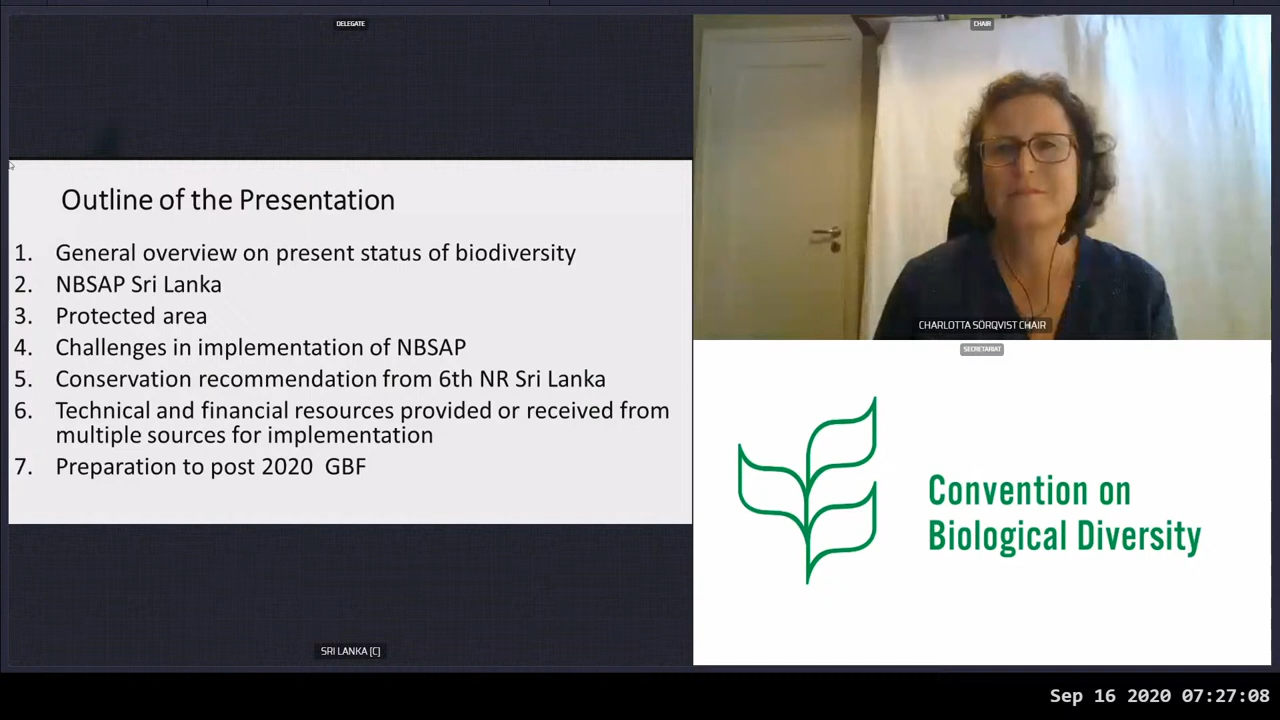 DELEGATE
Outline of the Presentation
1. General overview on present status of biodiversity
2. NBSAP Sri Lanka
3. Protected area
4. Challenges in implementation of NBSAP
5. Conservation recommendation from 6th NR Sri Lanka
6. Technical and financial resources provided or received from
multiple sources for implementation
7. Preparation to post 2020 GBF
SRI LANKA [C]
CHAIR
CHARLOTTA SÖRQVIST CHAIR
SECRETARIAT
Convention on
Biological Diversity
Sep 16 2020 07:27:08